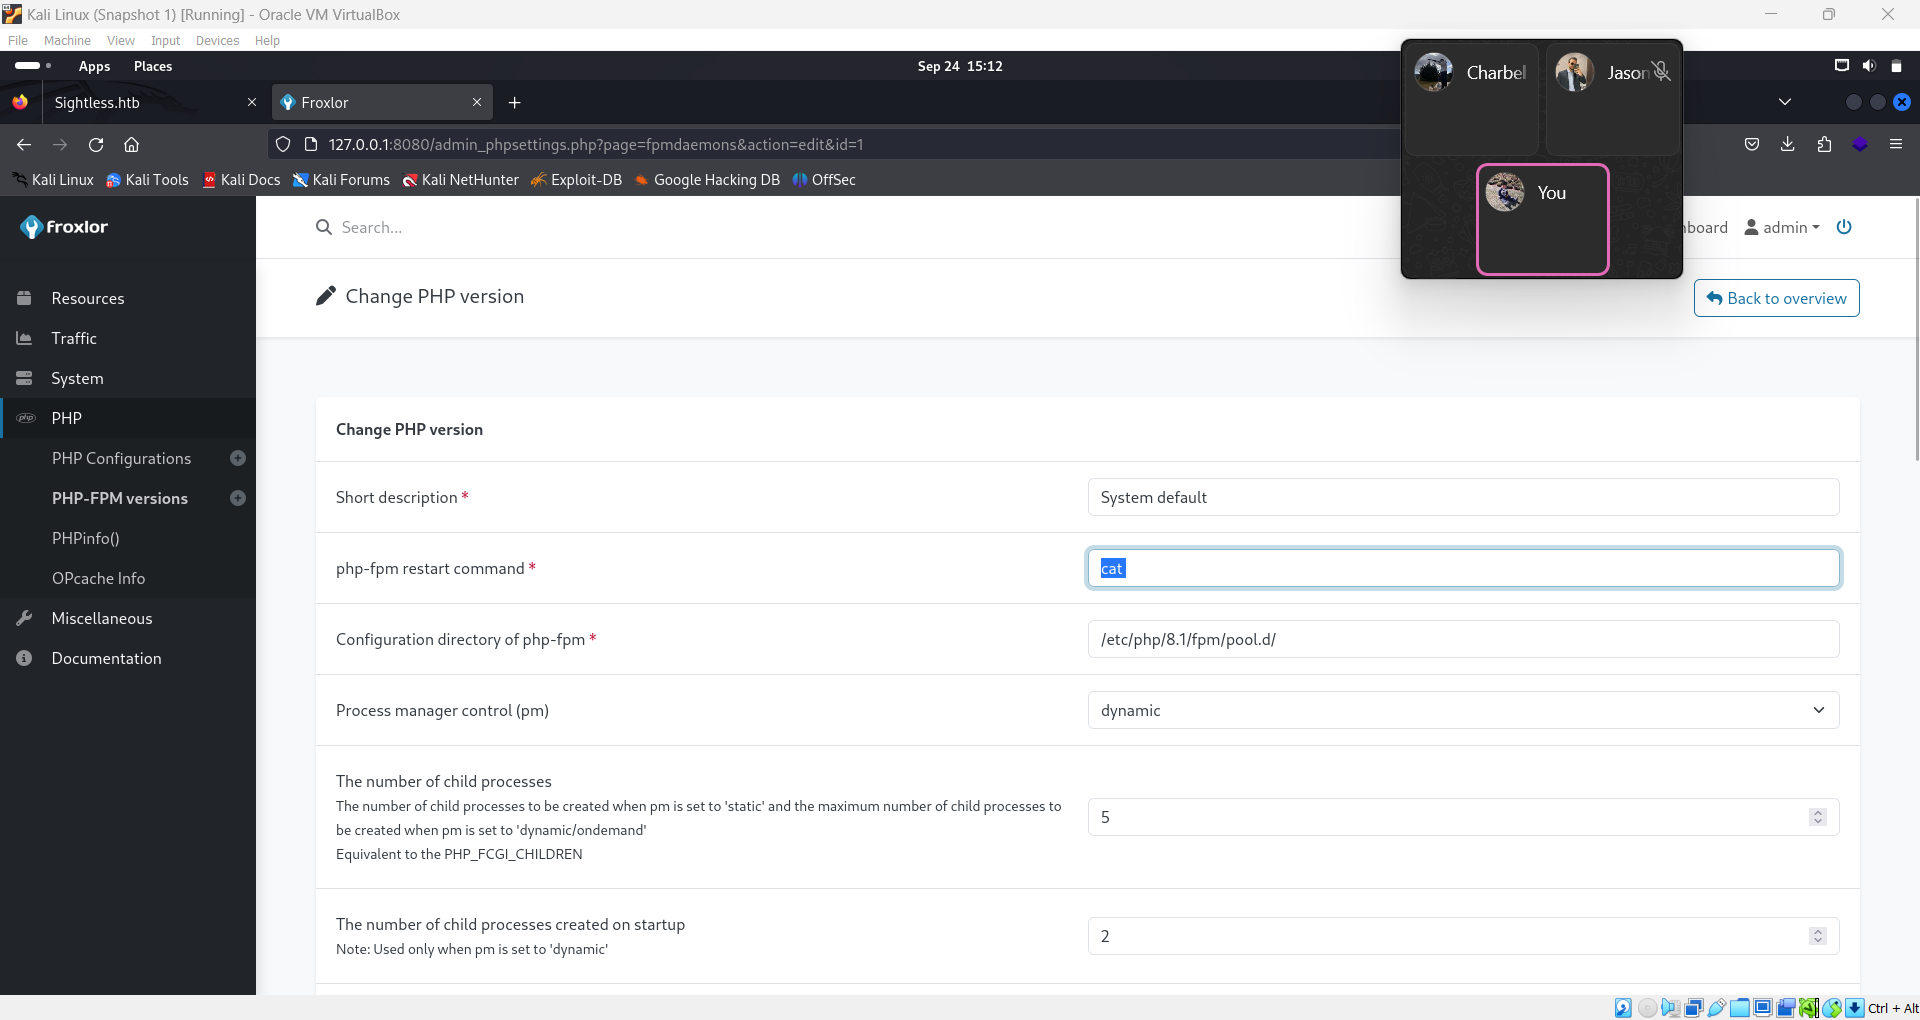 Kali Linux (Snapshot 1) [Running] - Oracle VM VirtualBox
File Machine View Input Devices Help
Apps Places Sep 24 15:12
Sightless.htb Froxlor
127.0.0.1:8080/admin_phpsettings.php?page=fpmdaemons&action=edit&id=1
Kali Linux Kali Tools Kali Docs Kali Forums Kali NetHunter Exploit-DB Google Hacking DB OffSec
Charbel Jason
You
froxlor
Search...
admin
Change PHP version
Back to overview
Resources
Traffic
System
php PHP
PHP Configurations
PHP-FPM versions
PHPinfo()
OPcache Info
Miscellaneous
Documentation
Change PHP version
Short description * System default
php-fpm restart command * cat
Configuration directory of php-fpm * /etc/php/8.1/fpm/pool.d/
Process manager control (pm) dynamic
The number of child processes
The number of child processes to be created when pm is set to 'static' and the maximum number of child processes to
be created when pm is set to 'dynamic/ondemand'
Equivalent to the PHP_FCGI_CHILDREN
5
The number of child processes created on startup
Note: Used only when pm is set to 'dynamic'
2
Ctrl + Alt